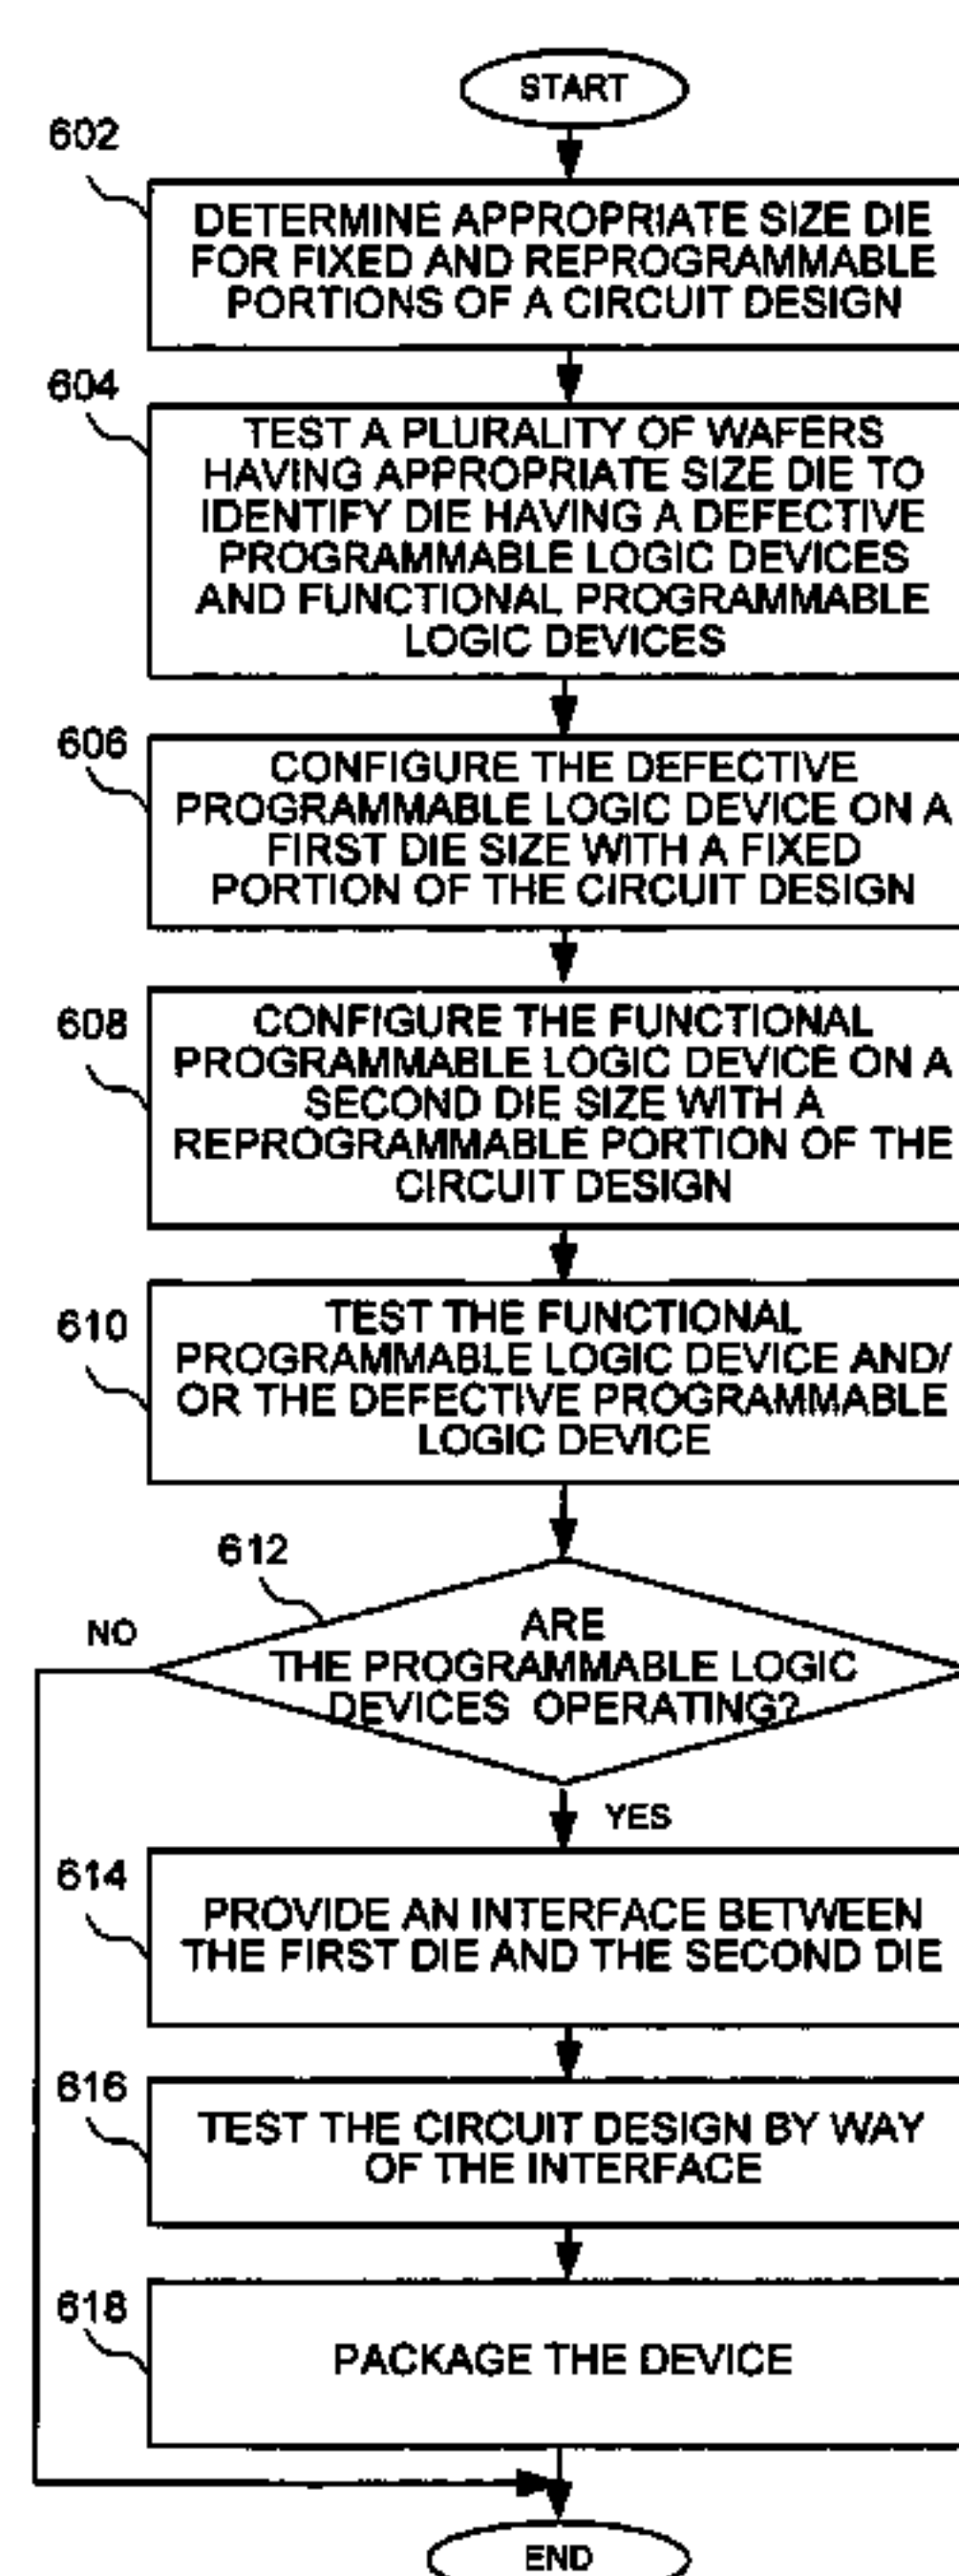 START
602
DETERMINE APPROPRIATE SIZE DIE
FOR FIXED AND REPROGRAMMABLE
PORTIONS OF A CIRCUIT DESIGN
604
TEST A PLURALITY OF WAFERS
HAVING APPROPRIATE SIZE DIE TO
IDENTIFY DIE HAVING A DEFECTIVE
PROGRAMMABLE LOGIC DEVICES
AND FUNCTIONAL PROGRAMMABLE
LOGIC DEVICES
606
CONFIGURE THE DEFECTIVE
PROGRAMMABLE LOGIC DEVICE ON A
FIRST DIE SIZE WITH A FIXED
PORTION OF THE CIRCUIT DESIGN
608
CONFIGURE THE FUNCTIONAL
PROGRAMMABLE LOGIC DEVICE ON A
SECOND DIE SIZE WITH A
REPROGRAMMABLE PORTION OF THE
CIRCUIT DESIGN
610
TEST THE FUNCTIONAL
PROGRAMMABLE LOGIC DEVICE AND/
OR THE DEFECTIVE PROGRAMMABLE
LOGIC DEVICE
612
NO
ARE
THE PROGRAMMABLE LOGIC
DEVICES OPERATING?
YES
614
PROVIDE AN INTERFACE BETWEEN
THE FIRST DIE AND THE SECOND DIE
616
TEST THE CIRCUIT DESIGN BY WAY
OF THE INTERFACE
618
PACKAGE THE DEVICE
END